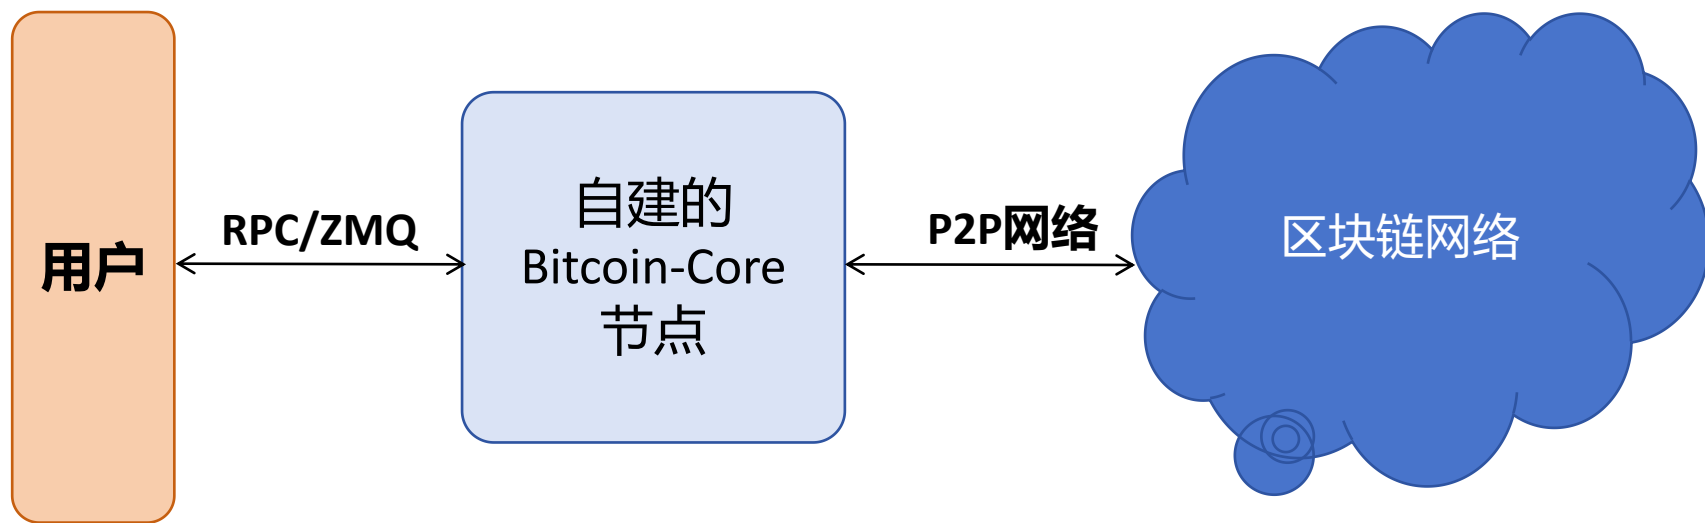 用户
RPC/ZMQ
自建的
Bitcoin-Core
节点
P2P网络
区块链网络